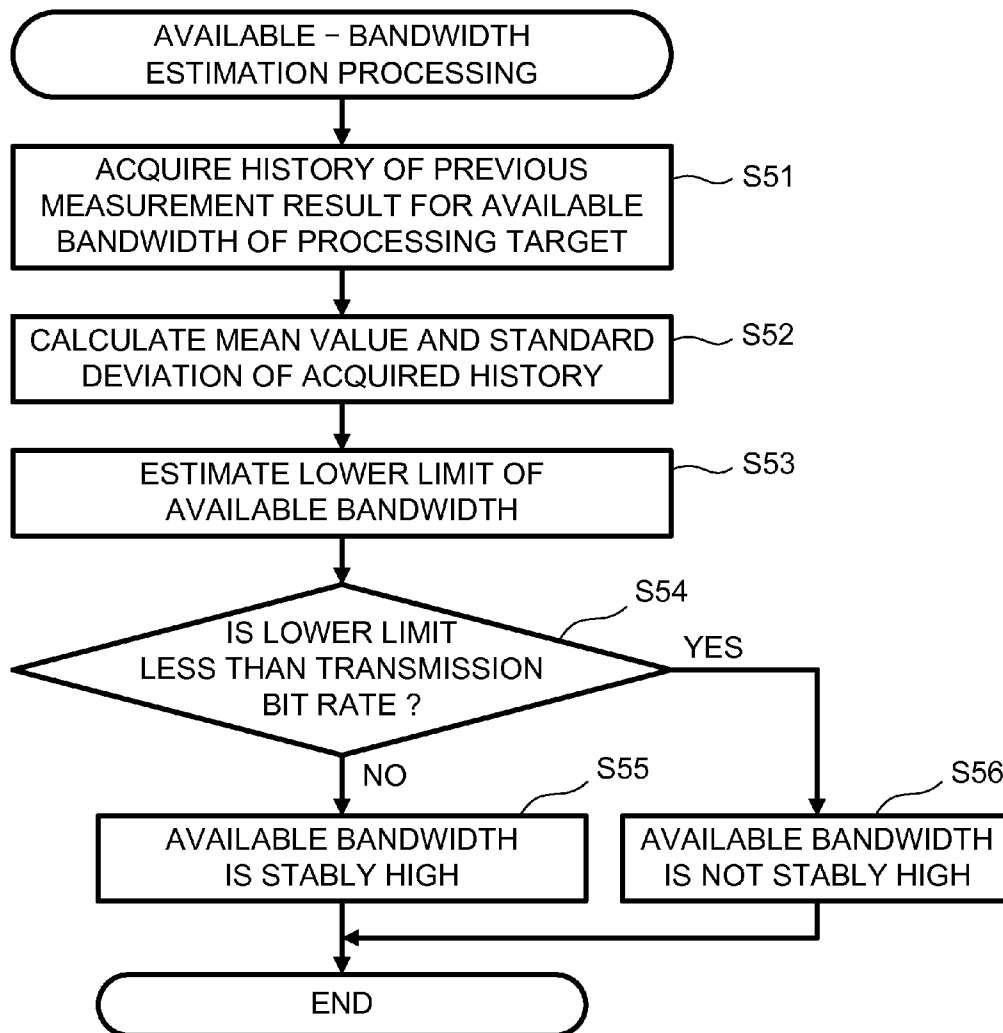 AVAILABLE – BANDWIDTH
ESTIMATION PROCESSING
ACQUIRE HISTORY OF PREVIOUS
MEASUREMENT RESULT FOR AVAILABLE
BANDWIDTH OF PROCESSING TARGET
S51
CALCULATE MEAN VALUE AND STANDARD
DEVIATION OF ACQUIRED HISTORY
S52
ESTIMATE LOWER LIMIT OF
AVAILABLE BANDWIDTH
S53
IS LOWER LIMIT
LESS THAN TRANSMISSION
BIT RATE ?
S54
YES
NO
AVAILABLE BANDWIDTH
IS STABLY HIGH
S55
AVAILABLE BANDWIDTH
IS NOT STABLY HIGH
S56
END